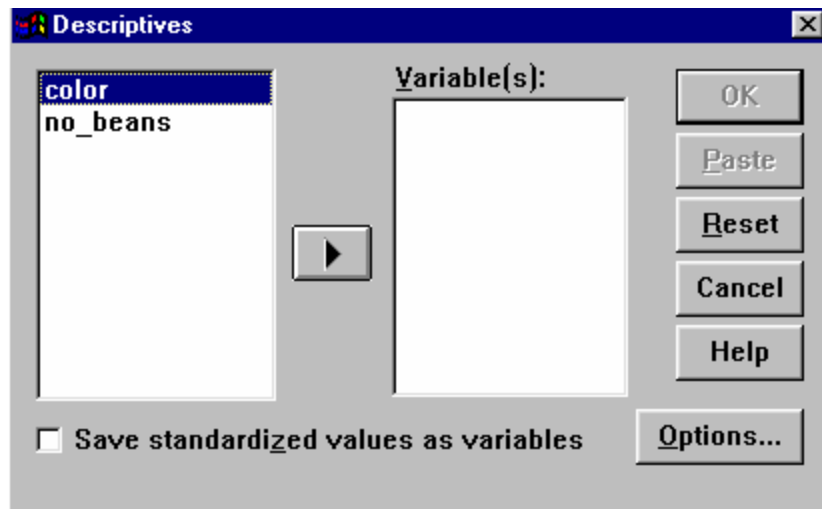 Descriptives
color
no_beans
Variable(s):
OK
Paste
Reset
Cancel
Help
Save standardized values as variables
Options...